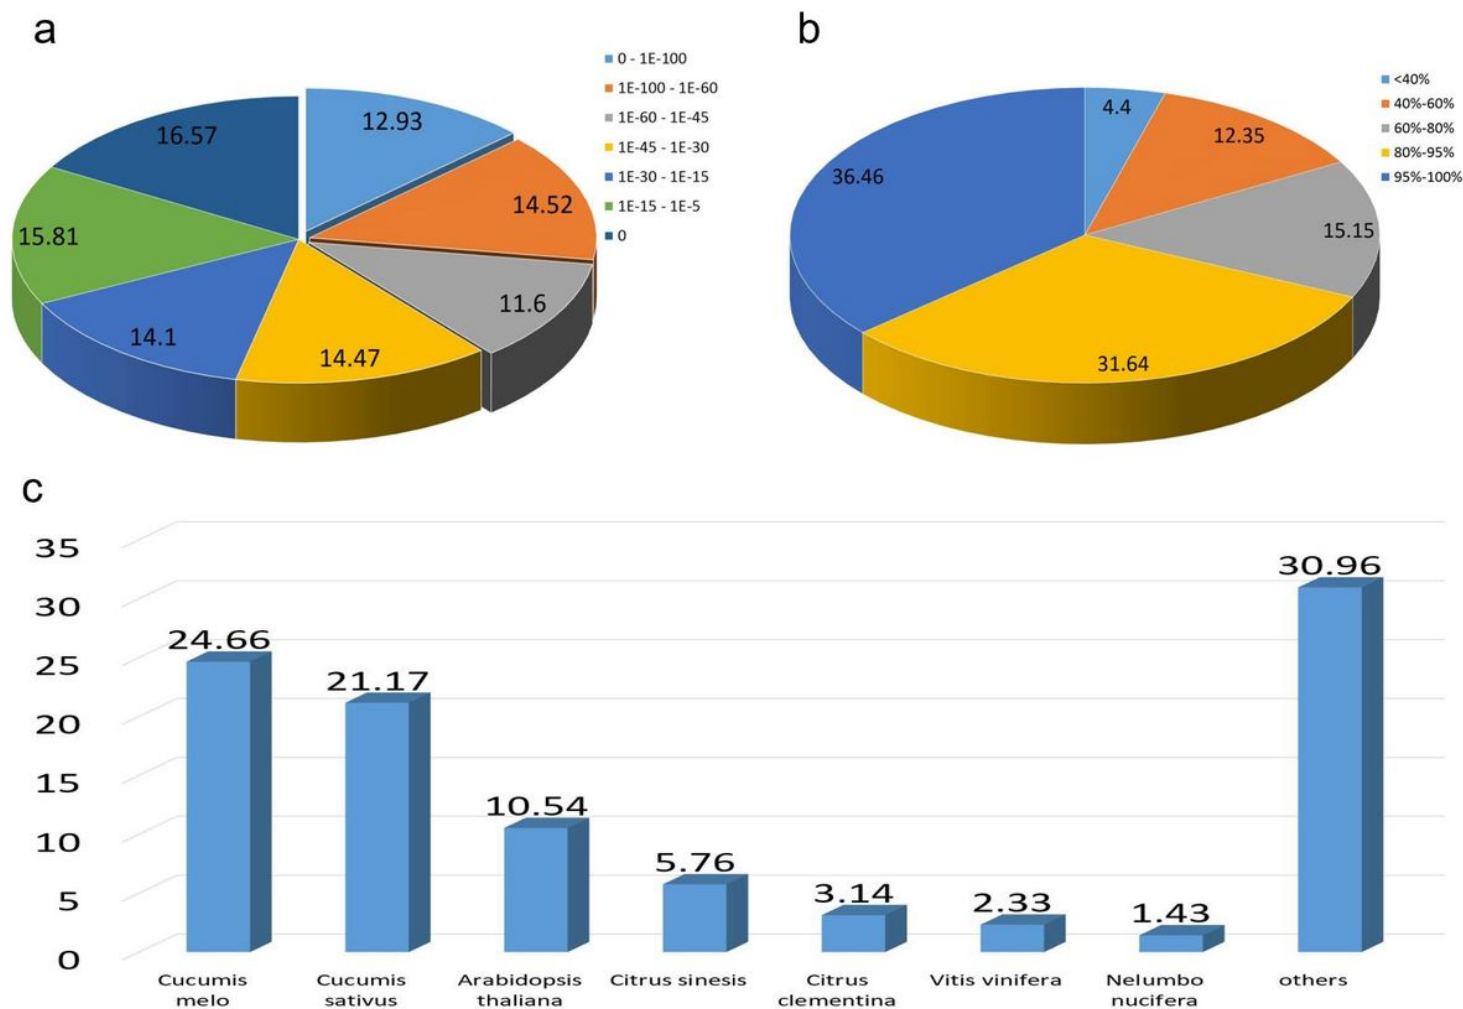 a
12.93
14.52
11.6
14.47
14.1
15.81
16.57
0 - 1E-100
1E-100 - 1E-60
1E-60 - 1E-45
1E-45 - 1E-30
1E-30 - 1E-15
1E-15 - 1E-5
0
b
4.4
12.35
15.15
31.64
36.46
<40%
40%-60%
60%-80%
80%-95%
95%-100%
c
35
30
25
20
15
10
5
0
24.66
21.17
10.54
5.76
3.14
2.33
1.43
30.96
Cucumis
melo
Cucumis
sativus
Arabidopsis
thaliana
Citrus sinesis
Citrus
clementina
Vitis vinifera
Nelumbo
nucifera
others